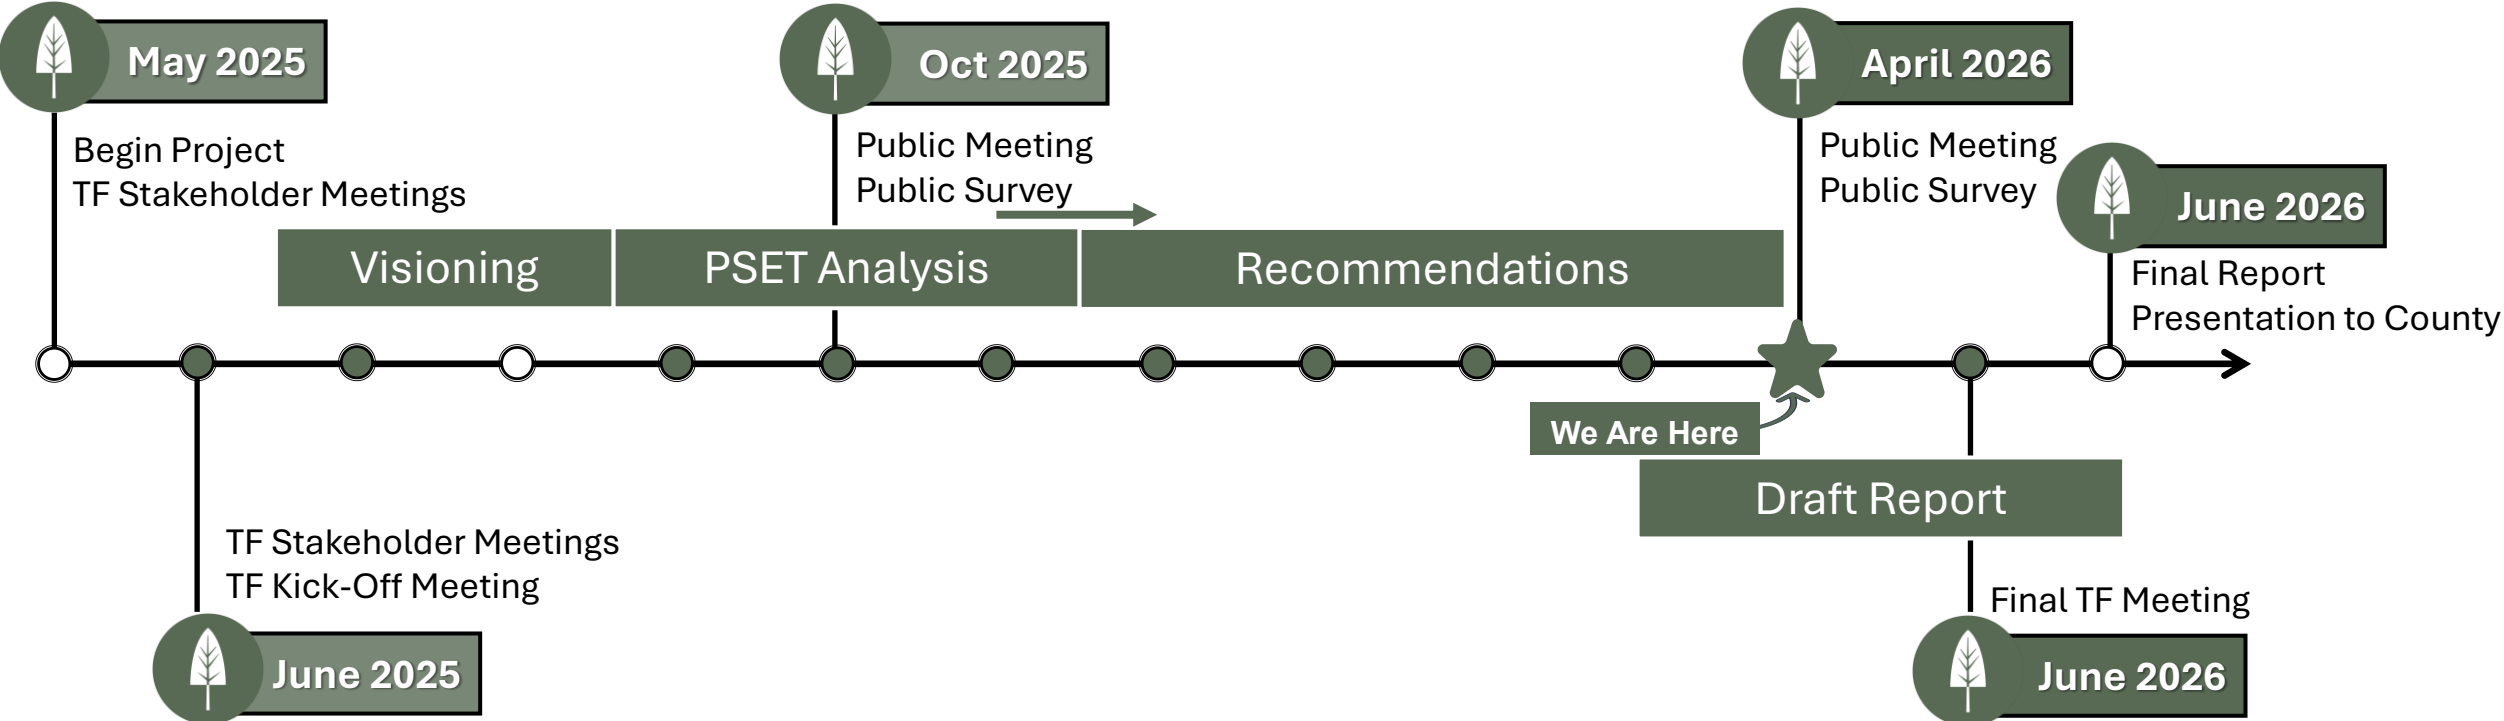 May 2025
Begin Project
TF Stakeholder Meetings
Oct 2025
Public Meeting
Public Survey
April 2026
Public Meeting
Public Survey
June 2026
Final Report
Presentation to County
Visioning
PSET Analysis
Recommendations
We Are Here
Draft Report
TF Stakeholder Meetings
TF Kick-Off Meeting
June 2025
Final TF Meeting
June 2026